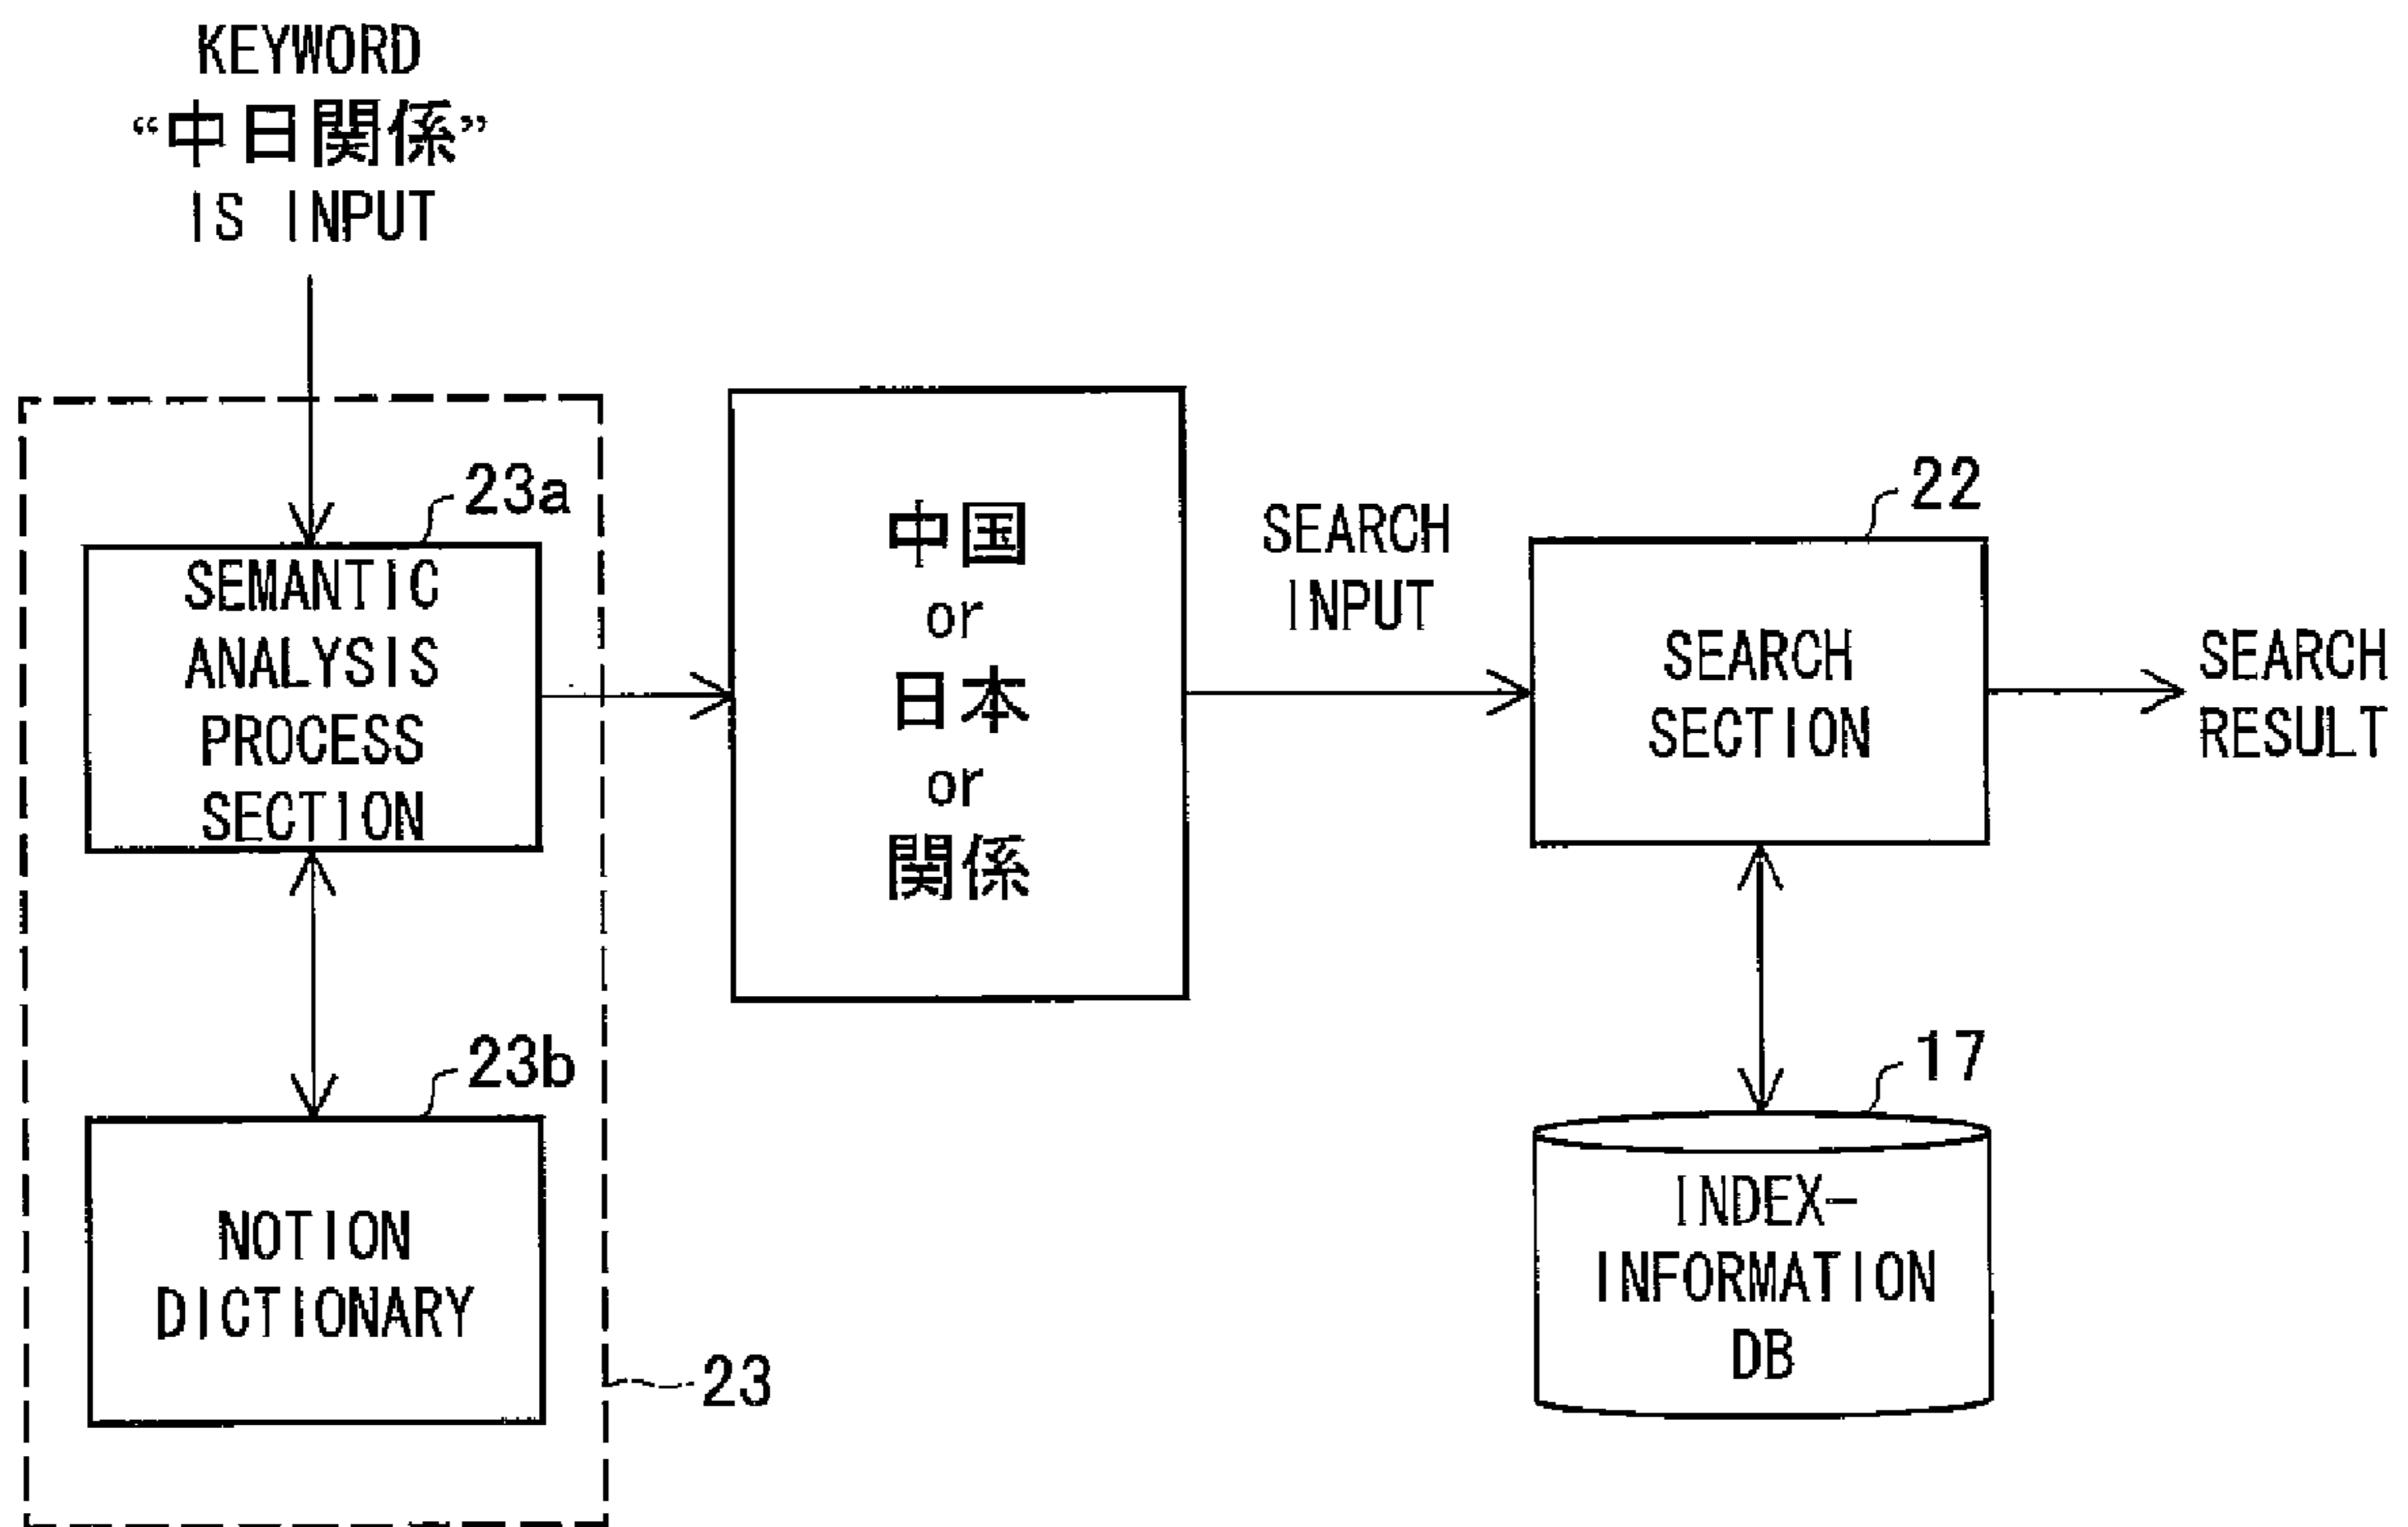 KEYWORD
“中日関係”
IS INPUT
23a
SEMANTIC
ANALYSIS
PROCESS
SECTION
23b
NOTION
DICTIONARY
23
中国
or
日本
or
関係
SEARCH
INPUT
22
SEARCH
SECTION
17
INDEX-
INFORMATION
DB
SEARCH
RESULT